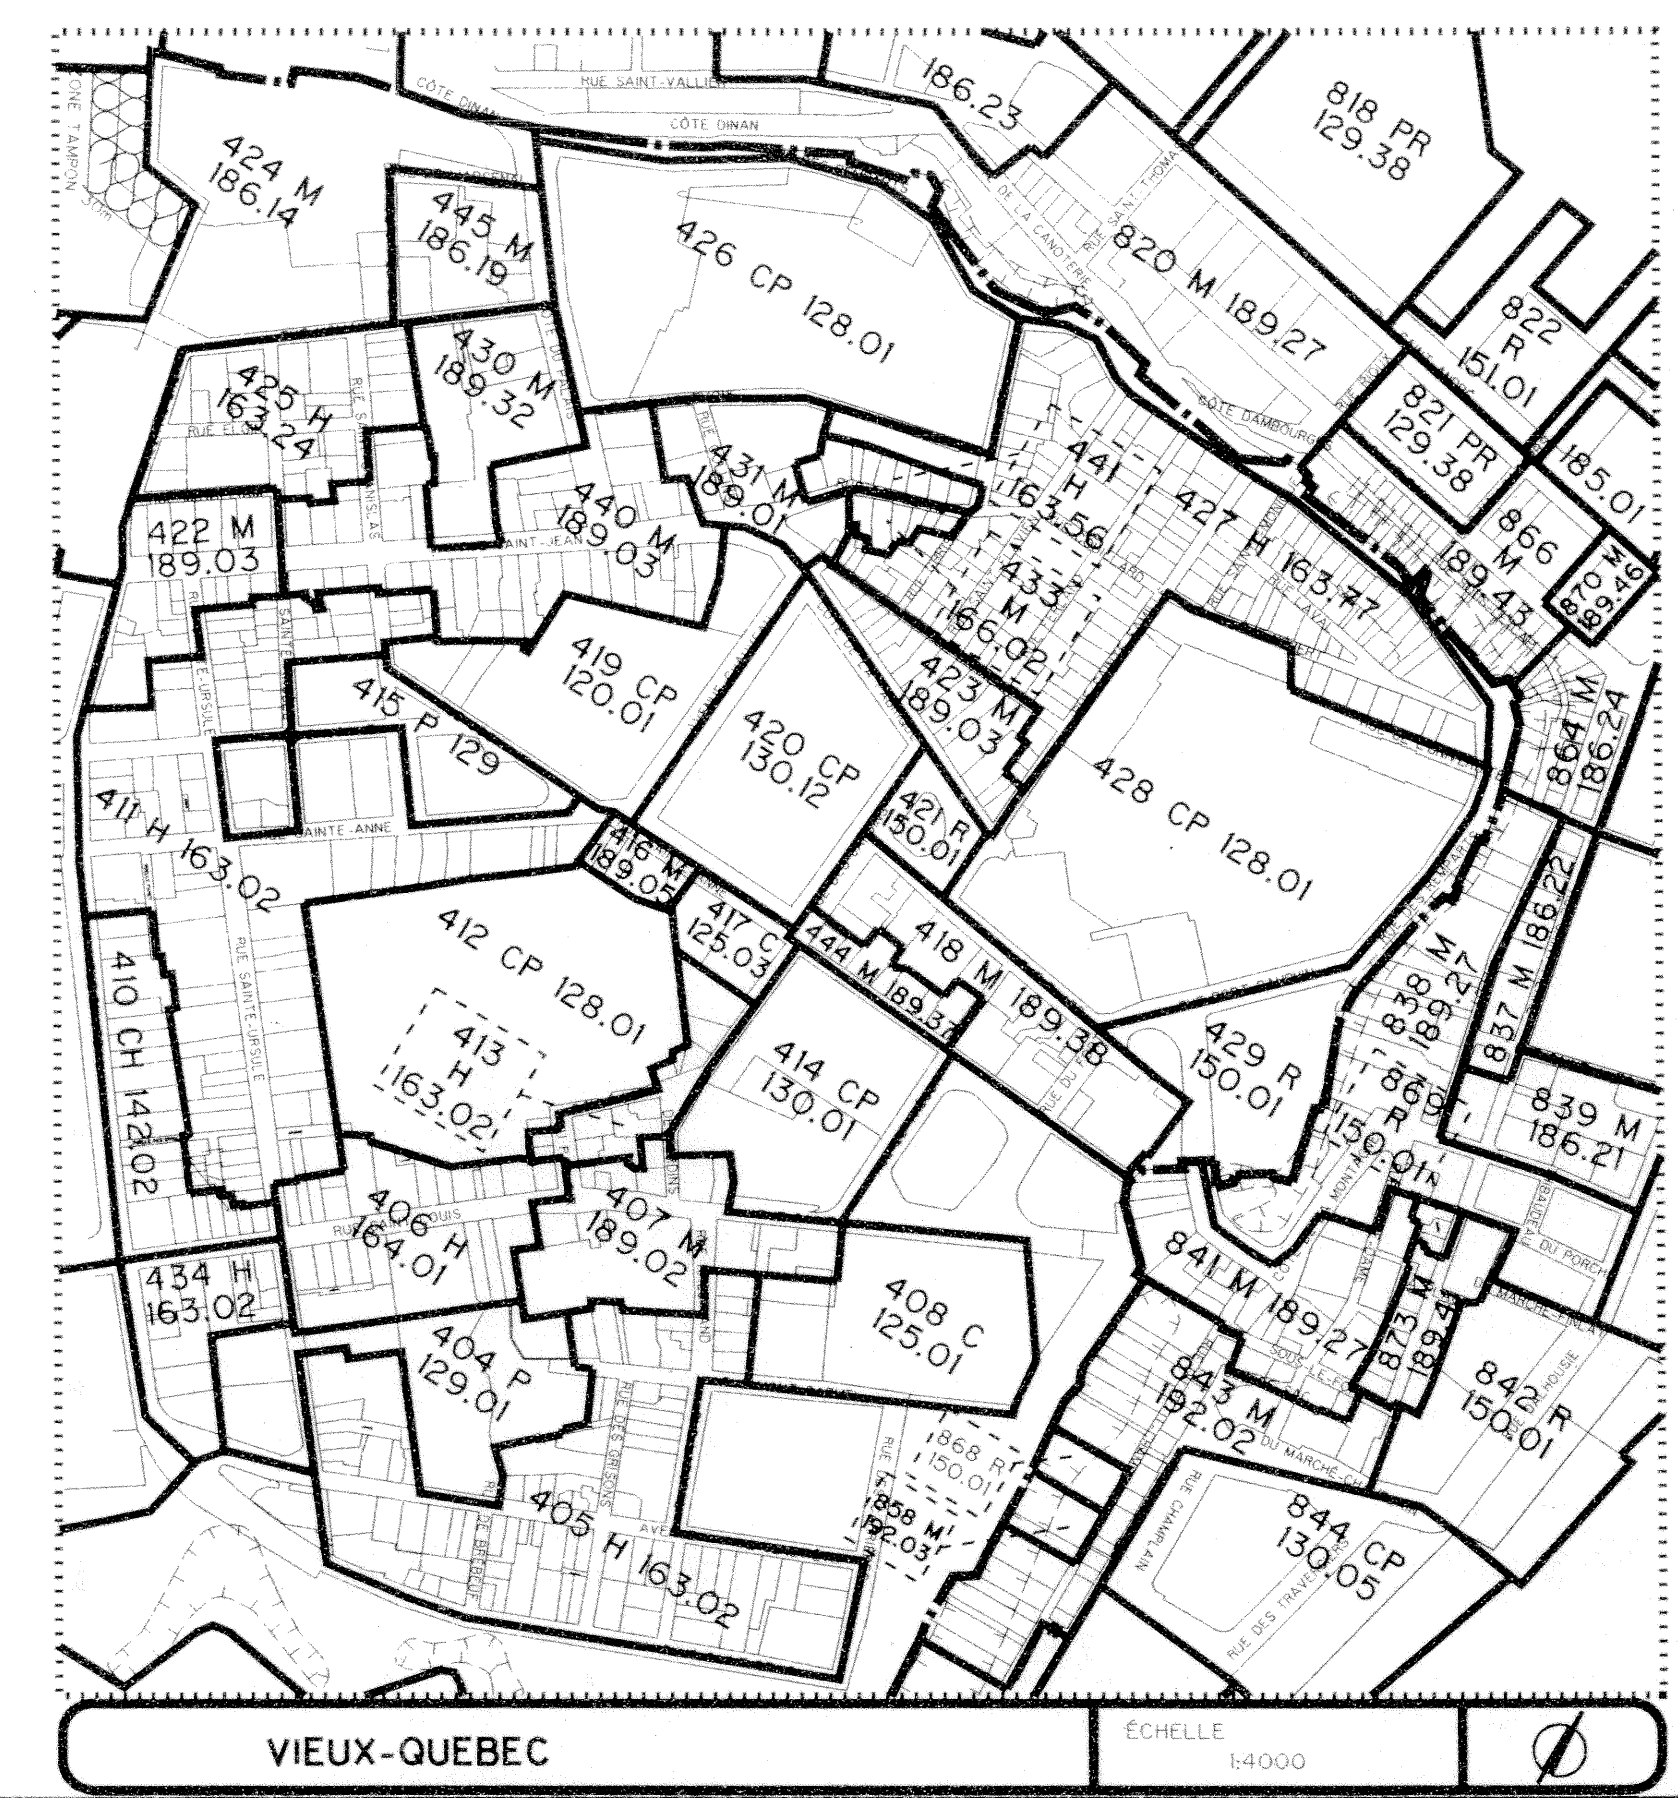 RUE SAINT-VALLIER
CÔTE DINAN
CÔTE DINAN
186.23
818 PR
129.38
ZONE TAMPON
30m
424 M
186.14
445 M
186.19
426 CP 128.01
DE LA CANOTERIE
RUE SAINT-THOMAS
820 M 189.27
822
R
151.01
425 H
163.24
430 M
189.32
431 M
189.01
440 M
189.03
SAINT-JEAN
441
H
163.56
427 H 163.77
CÔTE DAMBOURG
821 PR
129.38
185.01
866
M
189.43
870 M
189.46
422 M
189.03
433
M
166.02
423 M
189.03
419 CP
120.01
415 P 129
420 CP
130.12
421 R
150.01
428 CP 128.01
864 M
186.24
411 H 163.02
SAINTE-ANNE
RUE SAINTE-URSULE
416 M
189.05
417 C
125.03
444 M 189.37
418 M 189.38
412 CP 128.01
413
H
163.02
414 CP
130.01
429 R
150.01
838 M
189.27
837 M 186.22
869
R
150.01
839 M
186.21
410 CH 142.02
406 H
164.01
407 M
189.02
408 C
125.01
434 H
163.02
404 P
129.01
405 H 163.02
RUE DES GRISONS
868 R
150.01
858 M
192.03
841 M 189.27
873 M
189.41
842 R
150.01
843 M
192.02
RUE CHAMPLAIN
844 CP
130.05
VIEUX-QUEBEC
ÉCHELLE
1:4000